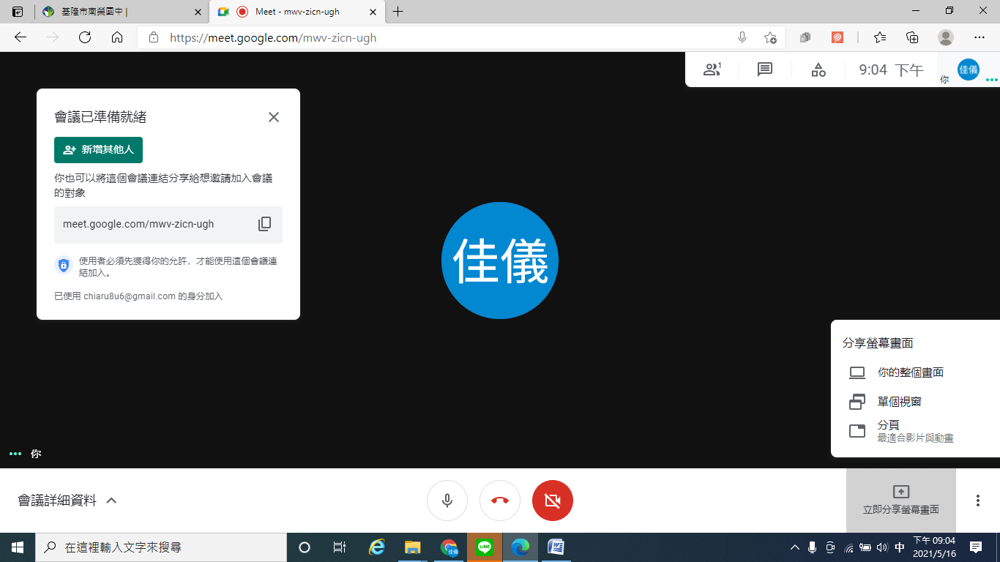 基隆市南榮國中 |
Meet - mwv-zicn-ugh
https://meet.google.com/mwv-zicn-ugh
1
9:04 下午
你
佳儀
會議已準備就緒
新增其他人
你也可以將這個會議連結分享給想邀請加入會議
的對象
meet.google.com/mwv-zicn-ugh
使用者必須先獲得你的允許，才能使用這個會議連
結加入。
已使用 chiaru8u6@gmail.com 的身分加入
佳儀
分享螢幕畫面
你的整個畫面
單個視窗
分頁
最適合影片與動畫
你
會議詳細資料
立即分享螢幕畫面
在這裡輸入文字來搜尋
佳儀
LINE
中
下午 09:04
2021/5/16